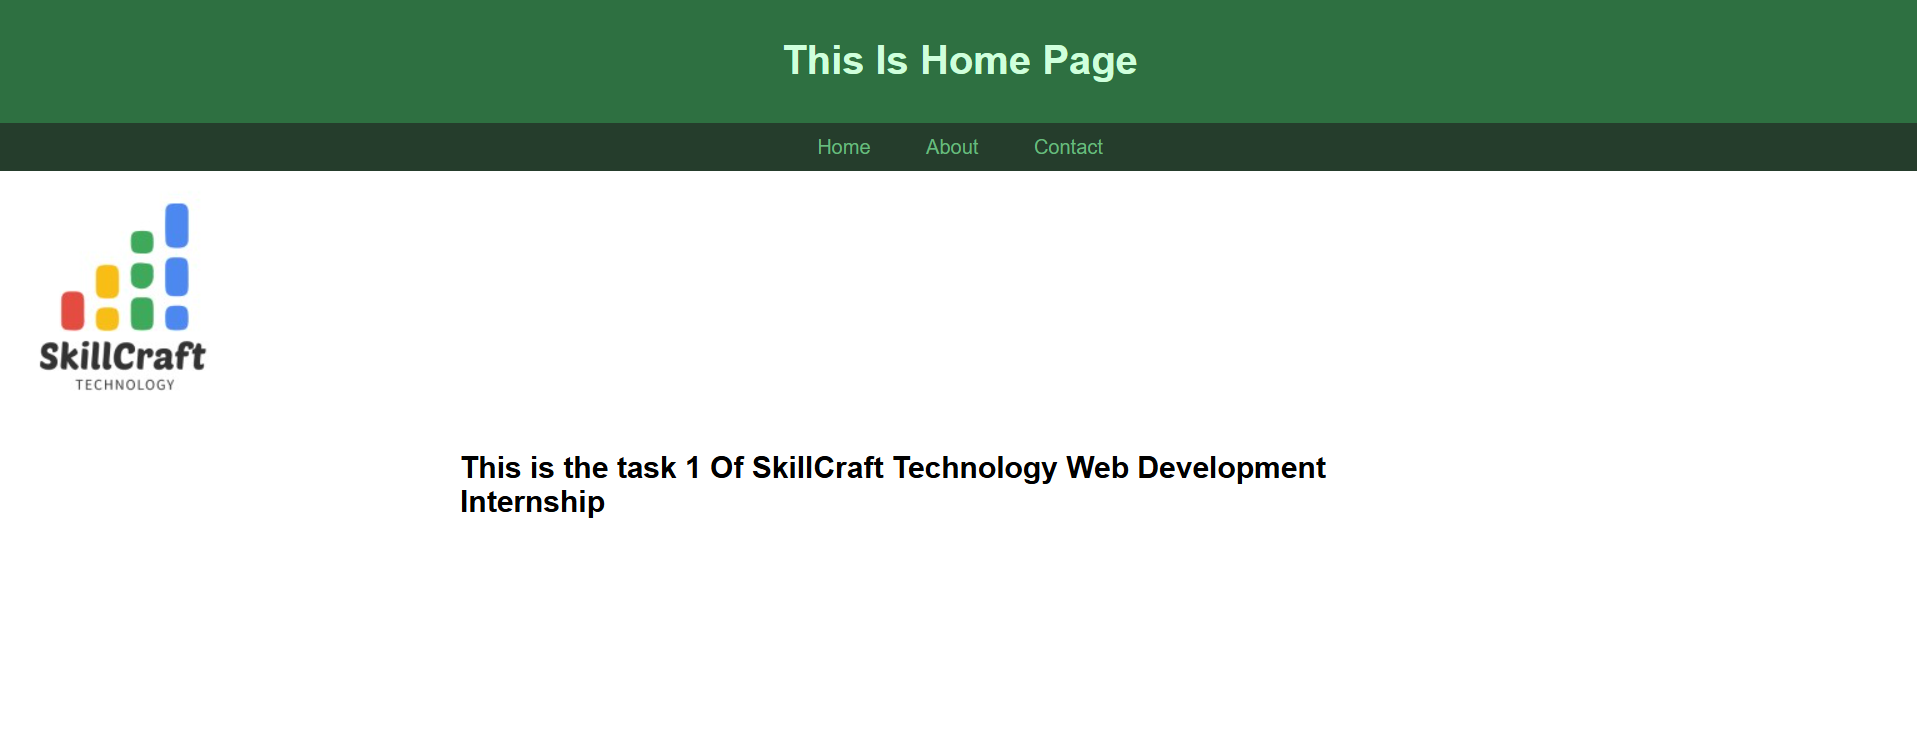 This Is Home Page
Home About Contact
SkillCraft
TECHNOLOGY
This is the task 1 Of SkillCraft Technology Web Development
Internship